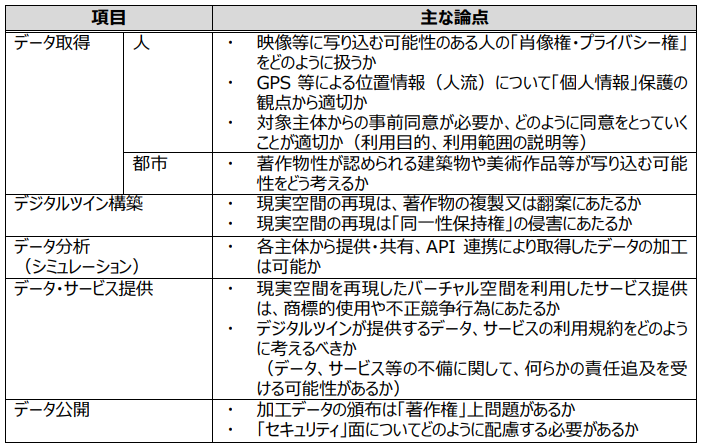 項目 主な論点
データ取得 人 ・ 映像等に写り込む可能性のある人の「肖像権・プライバシー権」
をどのように扱うか
・ GPS 等による位置情報（人流）について「個人情報」保護の
観点から適切か
・ 対象主体からの事前同意が必要か、どのように同意をとっていく
ことが適切か（利用目的、利用範囲の説明等）
都市 ・ 著作物性が認められる建築物や美術作品等が写り込む可能
性をどう考えるか
デジタルツイン構築 ・ 現実空間の再現は、著作物の複製又は翻案にあたるか
・ 現実空間の再現は「同一性保持権」の侵害にあたるか
データ分析 ・ 各主体から提供・共有、API 連携により取得したデータの加工
（シミュレーション） は可能か
データ・サービス提供 ・ 現実空間を再現したバーチャル空間を利用したサービス提供
は、商標的使用や不正競争行為にあたるか
・ デジタルツインが提供するデータ、サービスの利用規約をどのよう
に考えるべきか
（データ、サービス等の不備に関して、何らかの責任追及を受
ける可能性があるか）
データ公開 ・ 加工データの頒布は「著作権」上問題があるか
・ 「セキュリティ」面についてどのように配慮する必要があるか